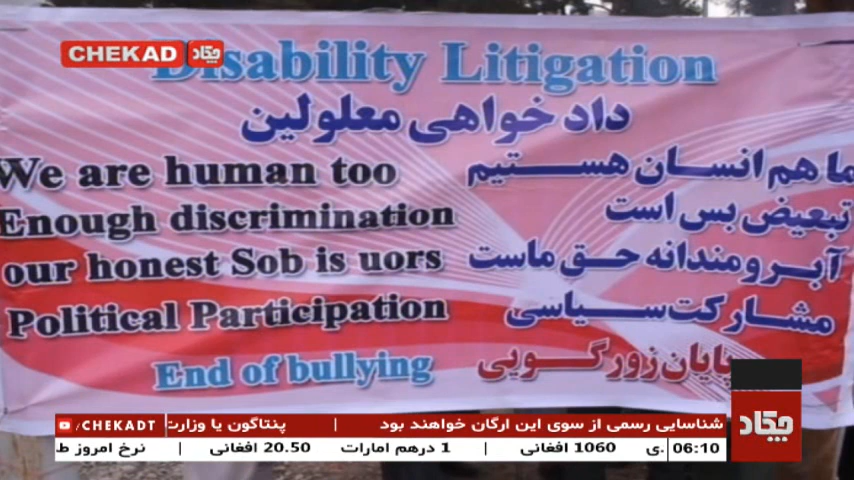 CHEKAD چکاد
Disability Litigation
داد خواهی معلولین
We are human too
ما هم انسان هستیم
Enough discrimination
تبعیض بس است
our honest Sob is uors
آبرومندانه حق ماست
Political Participation
مشارکت سیاسی
End of bullying
پایان زورگویی
شناسایی رسمی از سوی این ارگان خواهند بود | پنتاگون یا وزارت
/CHEKADT
چکاد
06:10
1060 افغانی | 1 درهم امارات | 20.50 افغانی | نرخ امروز